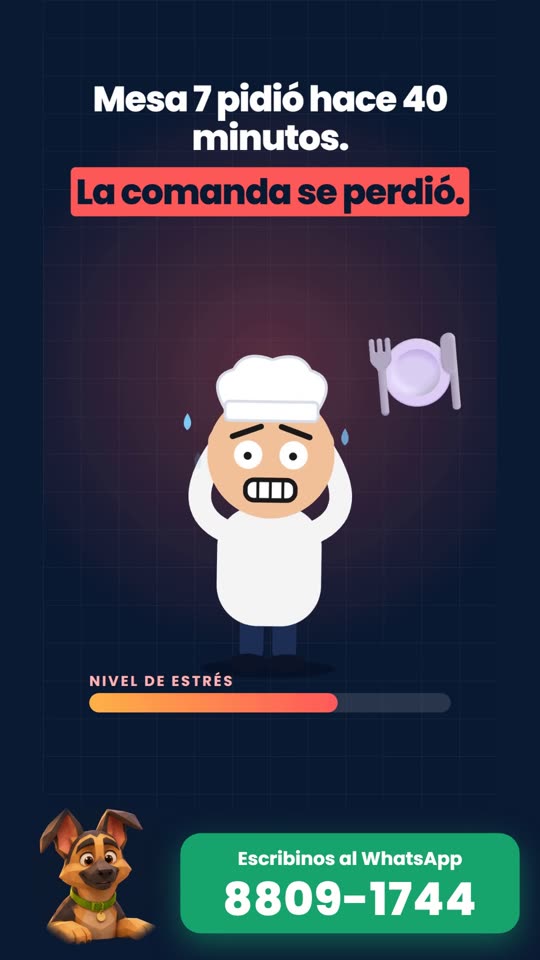 Mesa 7 pidió hace 40
minutos.
La comanda se perdió.
NIVEL DE ESTRÉS
Escribinos al WhatsApp
8809-1744